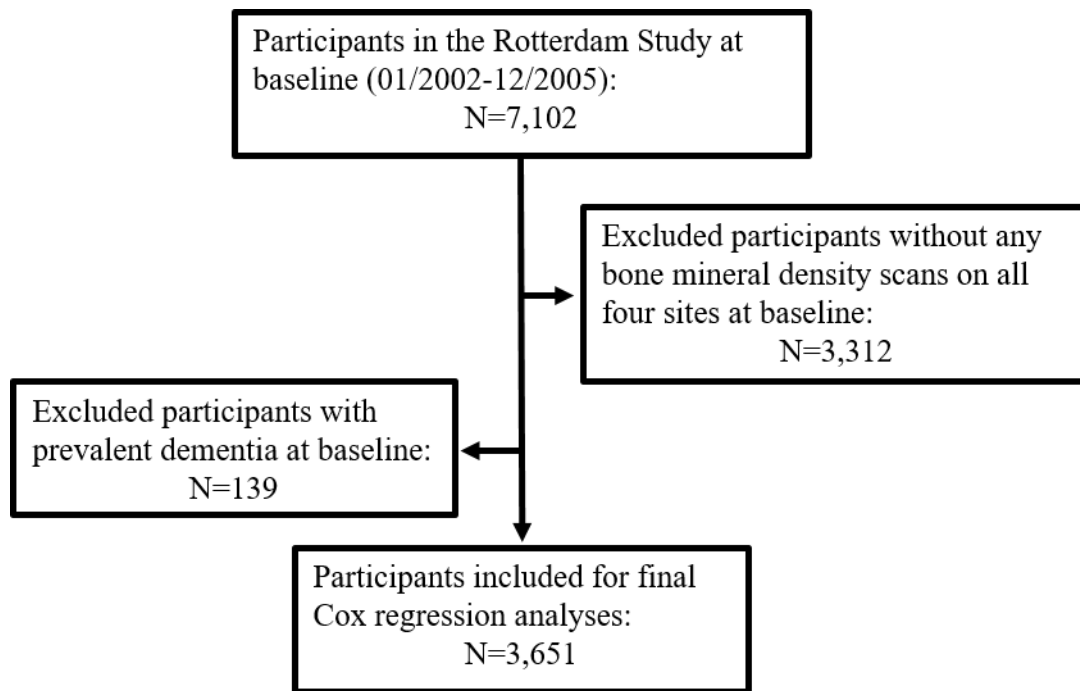 Participants in the Rotterdam Study at
baseline (01/2002-12/2005):
N=7,102
Excluded participants without any
bone mineral density scans on all
four sites at baseline:
N=3,312
Excluded participants with
prevalent dementia at baseline:
N=139
Participants included for final
Cox regression analyses:
N=3,651